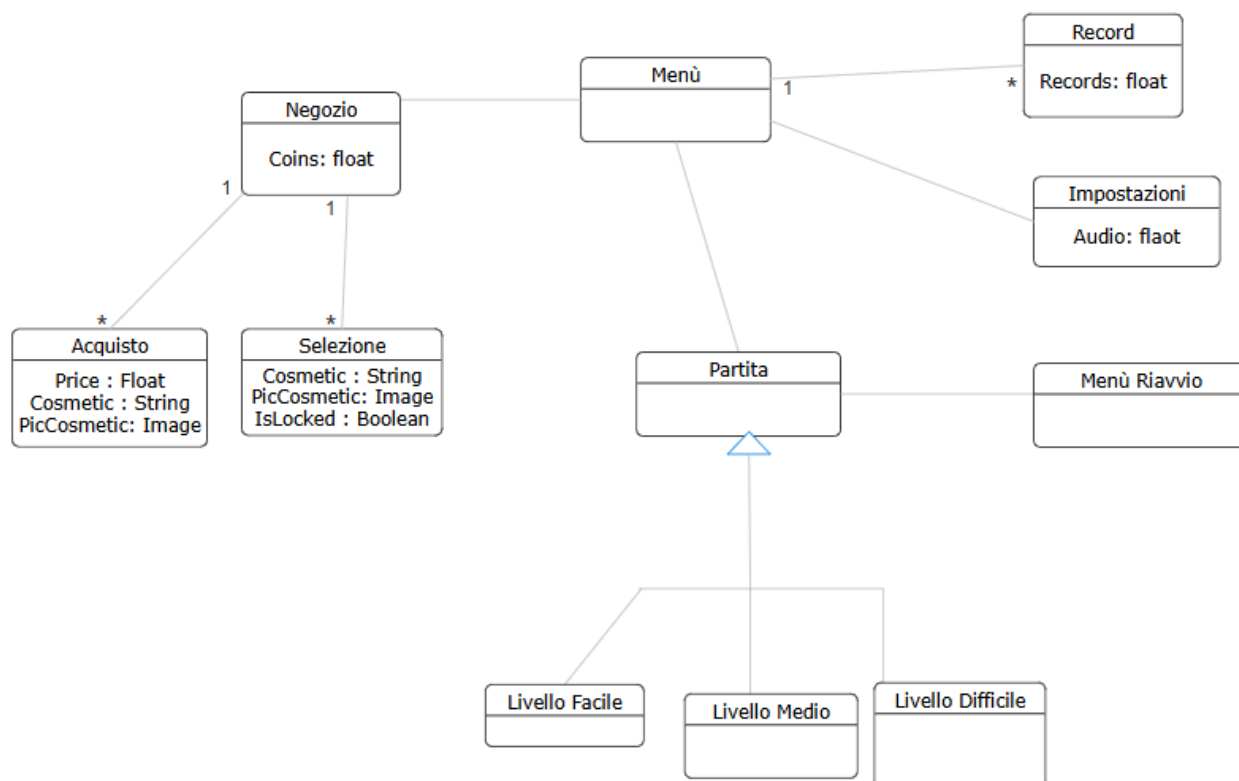 Record
Records: float
Menù
1
*
Negozio
Coins: float
1
1
Impostazioni
Audio: flaot
*
*
Acquisto
Price : Float
Cosmetic : String
PicCosmetic: Image
Selezione
Cosmetic : String
PicCosmetic: Image
IsLocked : Boolean
Partita
Menù Riavvio
Livello Facile
Livello Medio
Livello Difficile